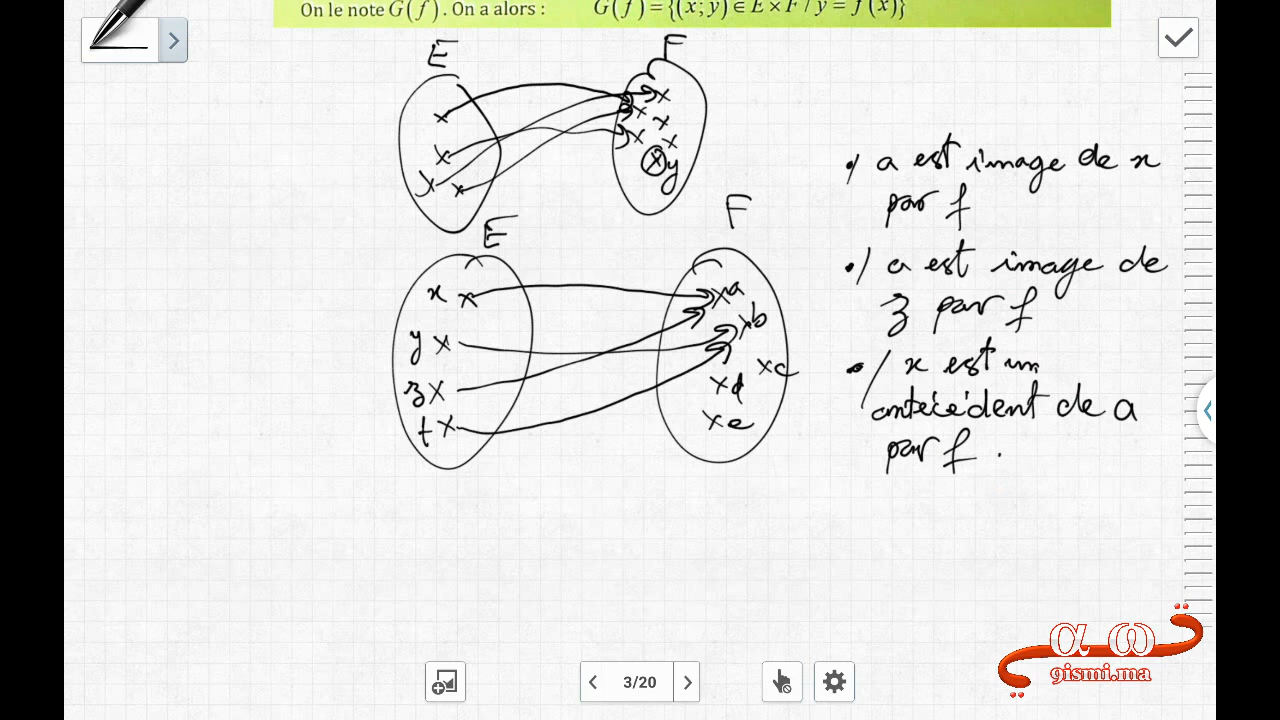 On le note G(f). On a alors : G(f) = {(x; y) ∈ E × F / y = f(x)}
E
F
y
E
F
x
a
y
b
z
c
t
d
e
•/ a est image de x
par f
•/ a est image de
z par f
•/ x est un
antécédent de a
par f.
3/20
α ω
gismi.ma